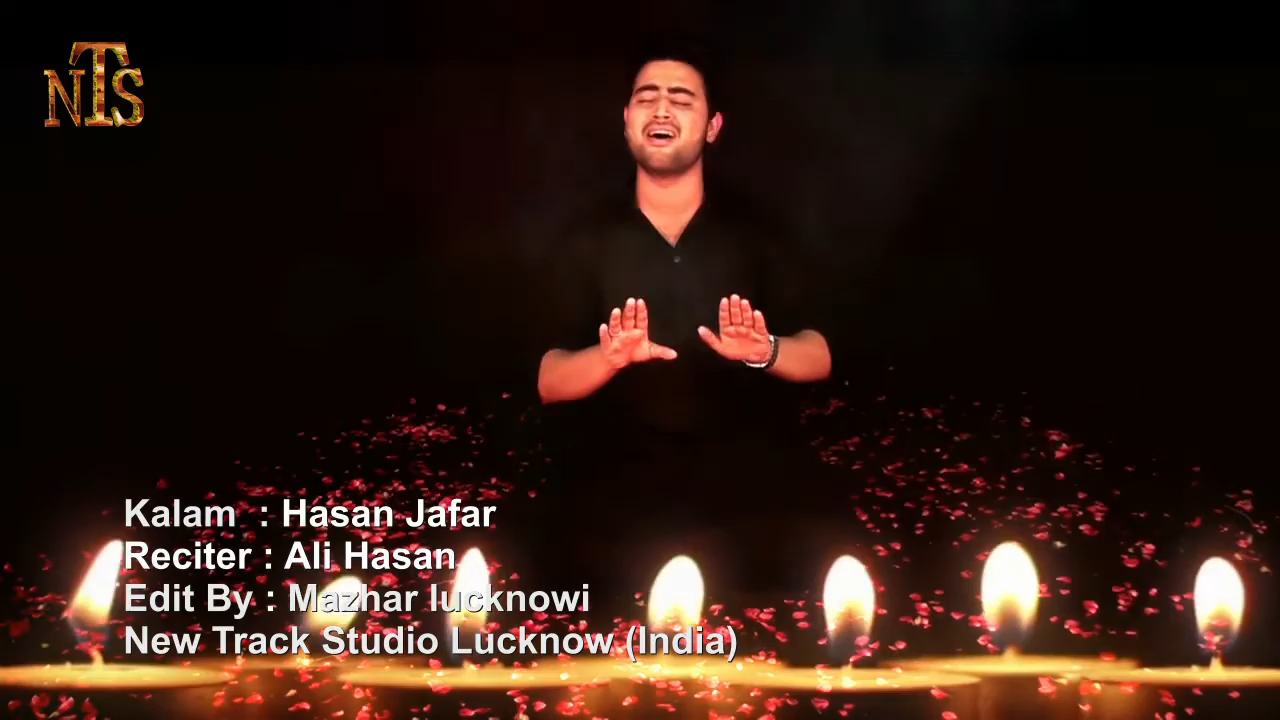 NTS
Kalam : Hasan Jafar
Reciter : Ali Hasan
Edit By : Mazhar lucknowi
New Track Studio Lucknow (India)